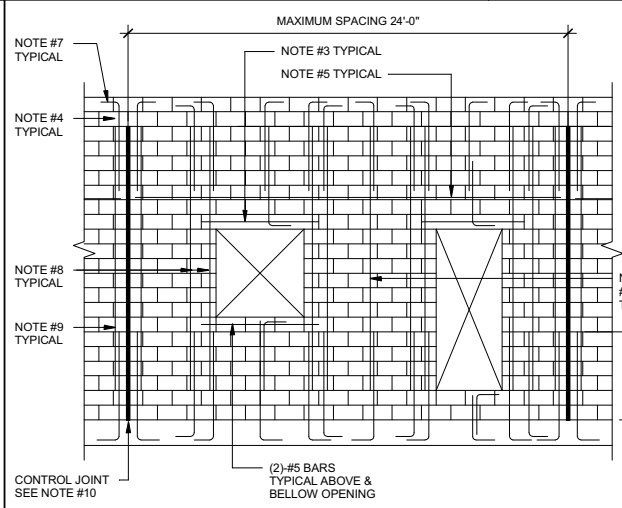 MAXIMUM SPACING 24'-0"
NOTE #7
TYPICAL
NOTE #3 TYPICAL
NOTE #5 TYPICAL
NOTE #4
TYPICAL
NOTE #8
TYPICAL
NOTE #9
TYPICAL
CONTROL JOINT
SEE NOTE #10
(2)-#5 BARS
TYPICAL ABOVE &
BELLOW OPENING